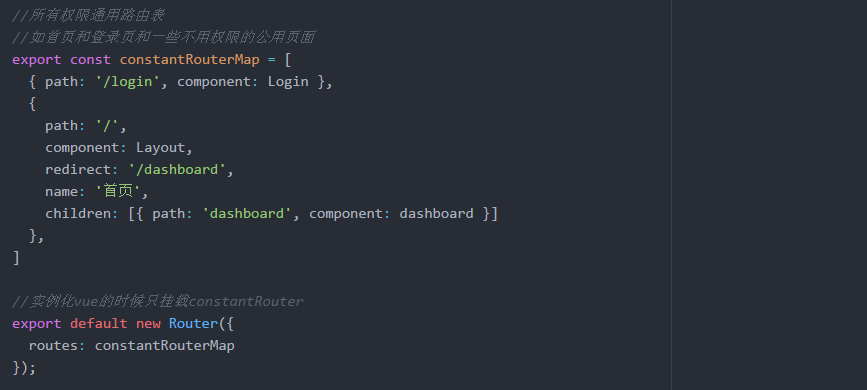 //所有权限通用路由表
//如首页和登录页和一些不用权限的公用页面
export const constantRouterMap = [
  { path: '/login', component: Login },
  {
    path: '/',
    component: Layout,
    redirect: '/dashboard',
    name: '首页',
    children: [{ path: 'dashboard', component: dashboard }]
  },
]

//实例化vue的时候只挂载constantRouter
export default new Router({
  routes: constantRouterMap
});